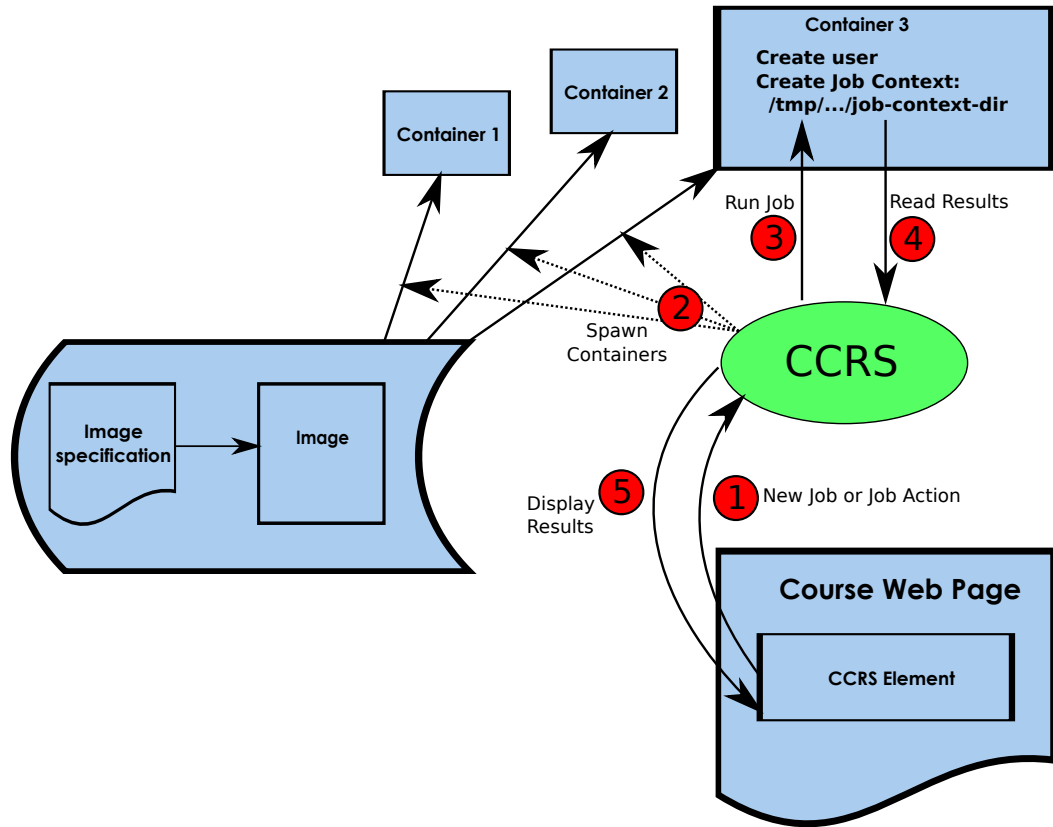 Container 3
Create user
Create Job Context:
/tmp/.../job-context-dir
Container 2
Container 1
Run Job
3
Read Results
4
2
Spawn
Containers
CCRS
Image
specification
Image
5
Display
Results
1
New Job or Job Action
Course Web Page
CCRS Element